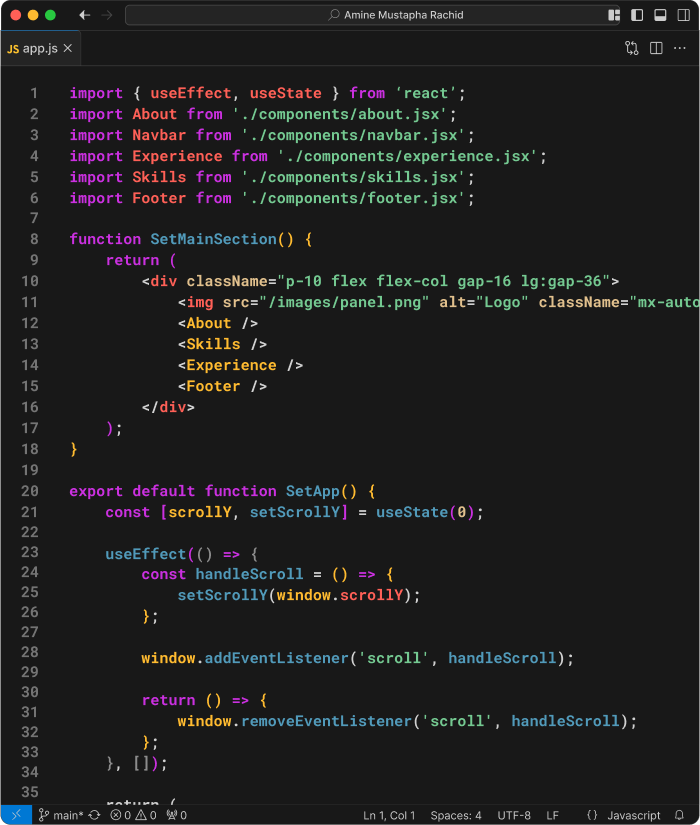 Amine Mustapha Rachid
JS app.js
1 import { useEffect, useState } from ‘react’;
2 import About from './components/about.jsx';
3 import Navbar from './components/navbar.jsx';
4 import Experience from './components/experience.jsx';
5 import Skills from './components/skills.jsx';
6 import Footer from './components/footer.jsx';
7
8 function SetMainSection() {
9 return (
10 <div className="p-10 flex flex-col gap-16 lg:gap-36">
11 <img src="/images/panel.png" alt="Logo" className="mx-auto
12 <About />
13 <Skills />
14 <Experience />
15 <Footer />
16 </div>
17 );
18 }
19
20 export default function SetApp() {
21 const [scrollY, setScrollY] = useState(0);
22
23 useEffect(() => {
24 const handleScroll = () => {
25 setScrollY(window.scrollY);
26 };
27
28 window.addEventListener('scroll', handleScroll);
29
30 return () => {
31 window.removeEventListener('scroll', handleScroll);
32 };
33 }, []);
34
35 return (
main* 0 0 0 Ln 1, Col 1 Spaces: 4 UTF-8 LF {} Javascript